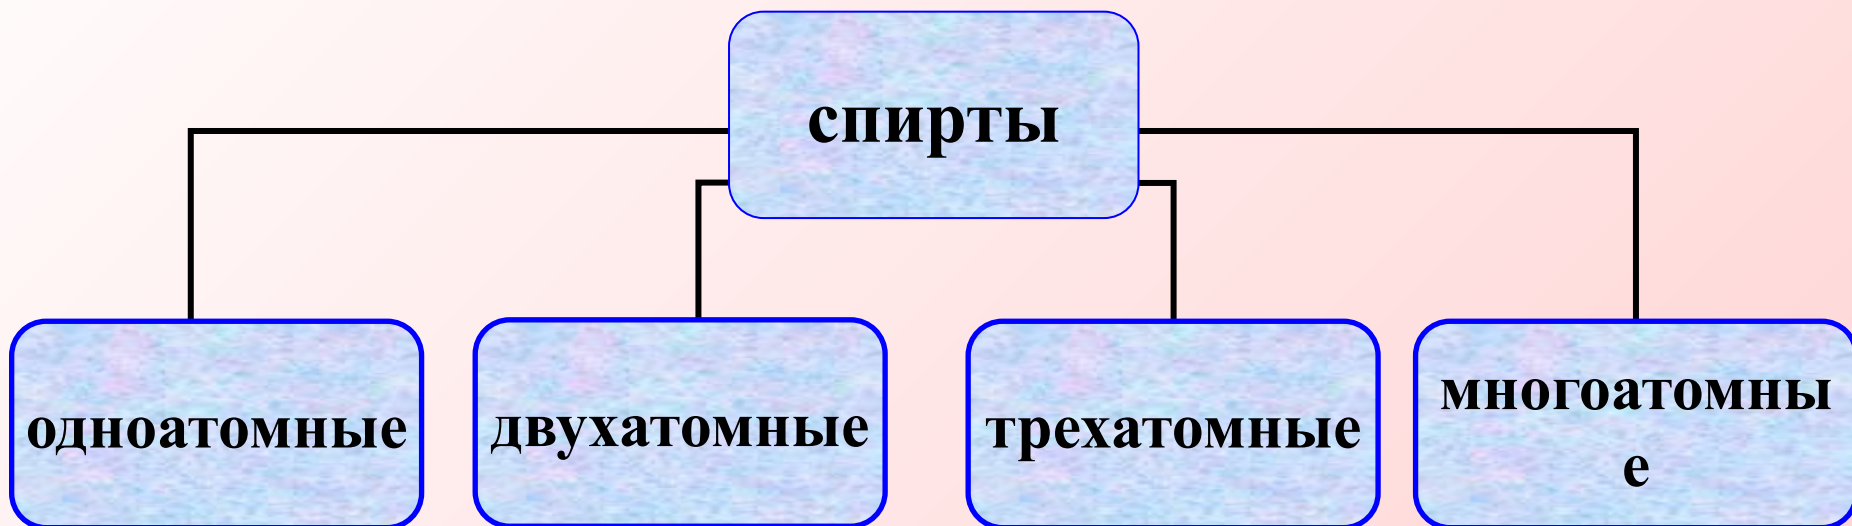 спирты
одноатомные
двухатомные
трехатомные
многоатомны
е